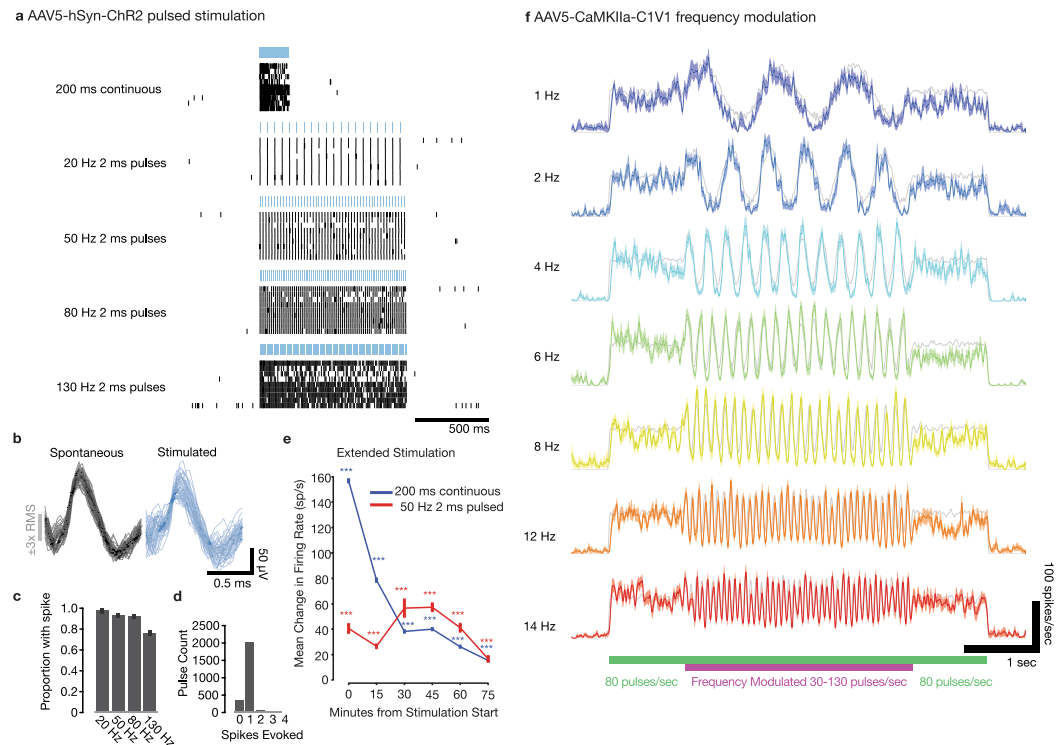 a AAV5-hSyn-ChR2 pulsed stimulation
200 ms continuous
20 Hz 2 ms pulses
50 Hz 2 ms pulses
80 Hz 2 ms pulses
130 Hz 2 ms pulses
500 ms
b
Spontaneous
Stimulated
±3x RMS
50 µV
0.5 ms
c
Proportion with spike
1.0
0.8
0.6
0.4
0.2
0
20 Hz
50 Hz
80 Hz
130 Hz
d
Pulse Count
2500
2000
1500
1000
500
0
0 1 2 3 4
Spikes Evoked
e
Extended Stimulation
Mean Change in Firing Rate (sp/s)
160
140
120
100
80
60
40
20
0 15 30 45 60 75
Minutes from Stimulation Start
200 ms continuous
50 Hz 2 ms pulsed
***
***
***
***
***
***
***
***
***
***
***
***
f AAV5-CaMKIIa-C1V1 frequency modulation
1 Hz
2 Hz
4 Hz
6 Hz
8 Hz
12 Hz
14 Hz
100 spikes/sec
1 sec
80 pulses/sec
Frequency Modulated 30-130 pulses/sec
80 pulses/sec